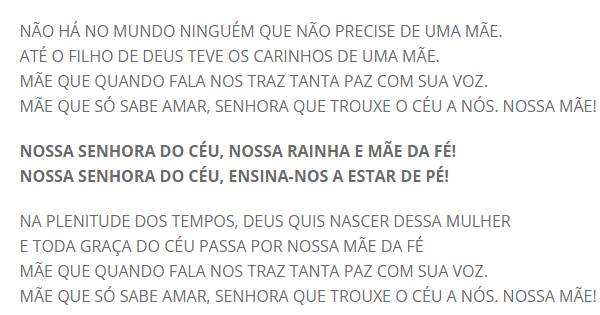 NÃO HÁ NO MUNDO NINGUÉM QUE NÃO PRECISE DE UMA MÃE.
ATÉ O FILHO DE DEUS TEVE OS CARINHOS DE UMA MÃE.
MÃE QUE QUANDO FALA NOS TRAZ TANTA PAZ COM SUA VOZ.
MÃE QUE SÓ SABE AMAR, SENHORA QUE TROUXE O CÉU A NÓS. NOSSA MÃE!
NOSSA SENHORA DO CÉU, NOSSA RAINHA E MÃE DA FÉ!
NOSSA SENHORA DO CÉU, ENSINA-NOS A ESTAR DE PÉ!
NA PLENITUDE DOS TEMPOS, DEUS QUIS NASCER DESSA MULHER
E TODA GRAÇA DO CÉU PASSA POR NOSSA MÃE DA FÉ
MÃE QUE QUANDO FALA NOS TRAZ TANTA PAZ COM SUA VOZ.
MÃE QUE SÓ SABE AMAR, SENHORA QUE TROUXE O CÉU A NÓS. NOSSA MÃE!